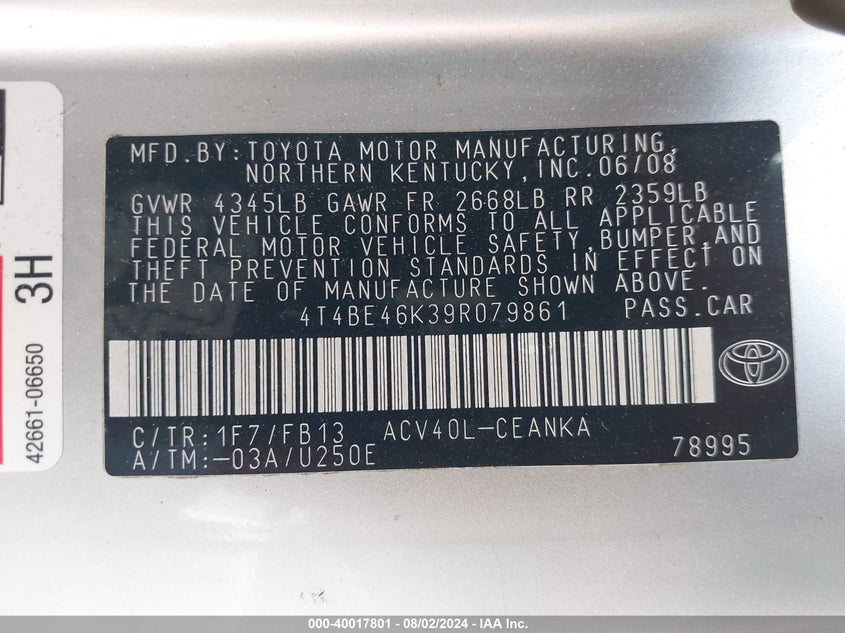 MFD.BY:TOYOTA MOTOR MANUFACTURING,
NORTHERN KENTUCKY,INC.06/08
GVWR 4345LB GAWR FR 2668LB RR 2359LB
THIS VEHICLE CONFORMS TO ALL APPLICABLE
FEDERAL MOTOR VEHICLE SAFETY,BUMPER,AND
THEFT PREVENTION STANDARDS IN EFFECT ON
THE DATE OF MANUFACTURE SHOWN ABOVE.
4T4BE46K39R079861 PASS.CAR
C/TR:1F7/FB13 ACV40L-CEANKA
A/TM:-03A/U250E 78995
42661-06650
3H
000-40017801 - 08/02/2024 - IAA Inc.